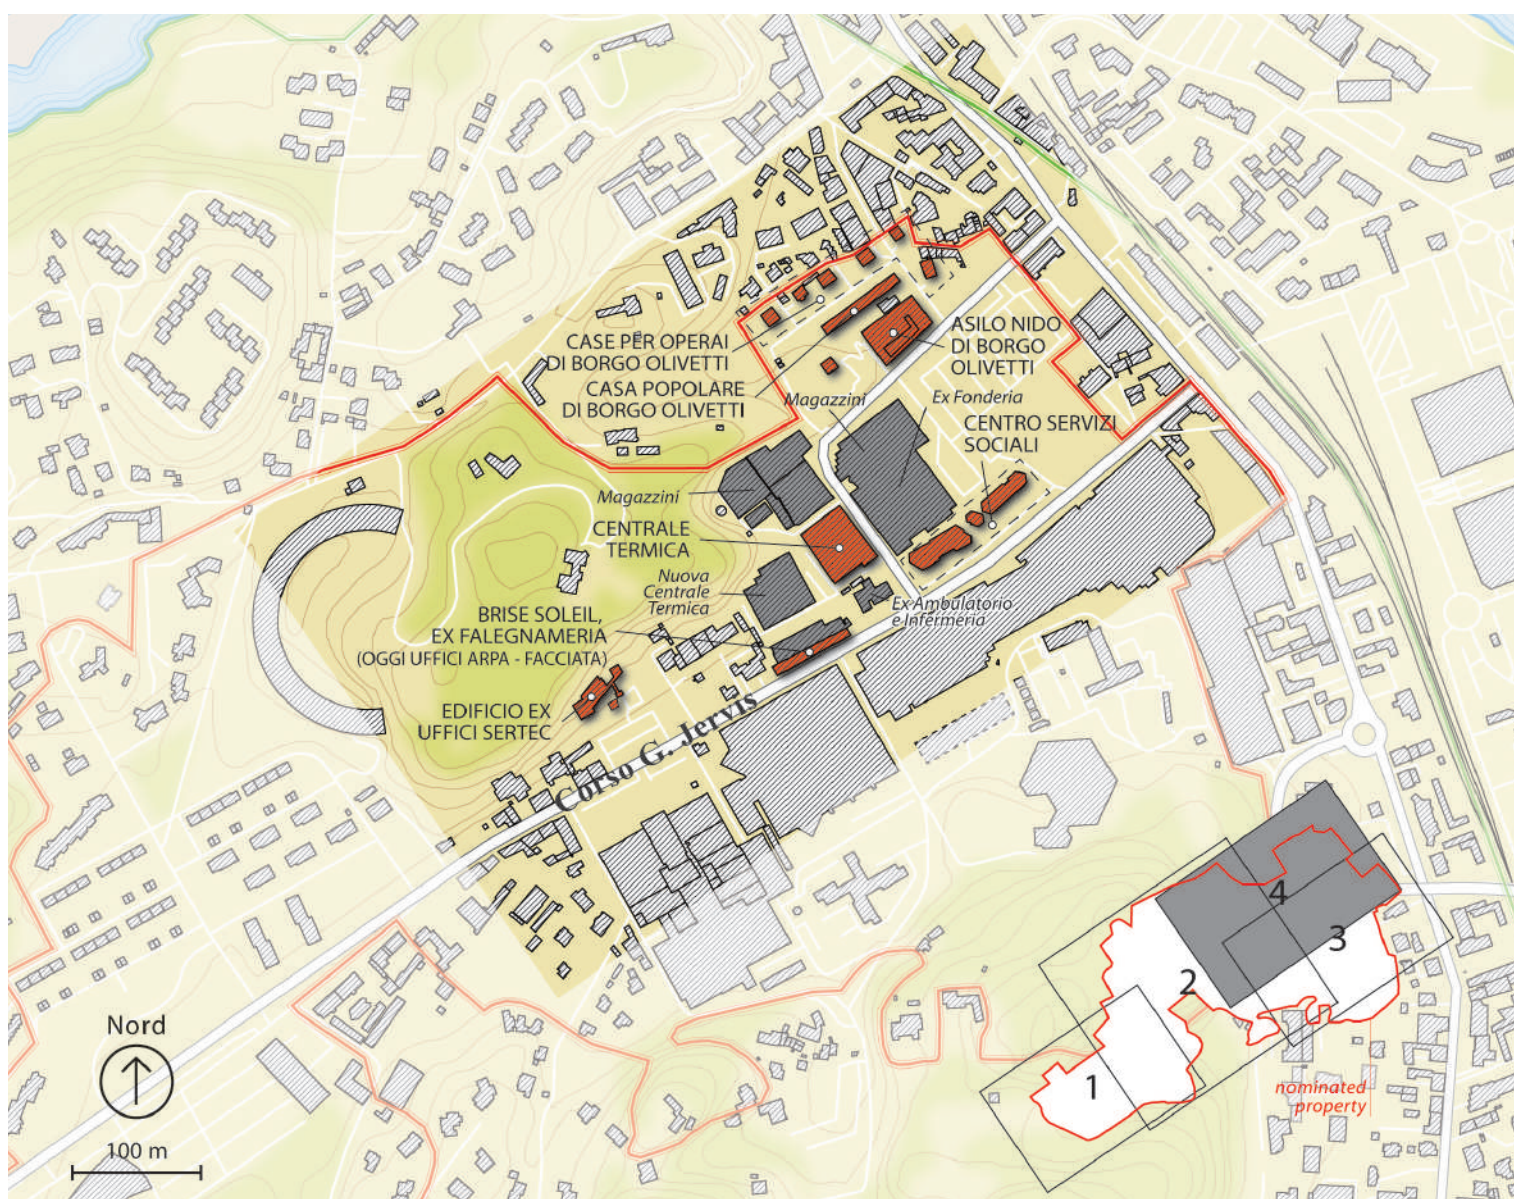 CASE PER OPERAI
DI BORGO OLIVETTI
CASA POPOLARE
DI BORGO OLIVETTI
ASILO NIDO
DI BORGO
OLIVETTI
Magazzini
Ex Fonderia
CENTRO SERVIZI
SOCIALI
Magazzini
CENTRALE
TERMICA
Nuova
Centrale
Termica
Ex Ambulatorio
e Infermeria
BRISE SOLEIL,
EX FALEGNAMERIA
(OGGI UFFICI ARPA - FACCIATA)
EDIFICIO EX
UFFICI SERTEC
Corso G. Jervis
4
3
2
1
nominated
property
Nord
100 m